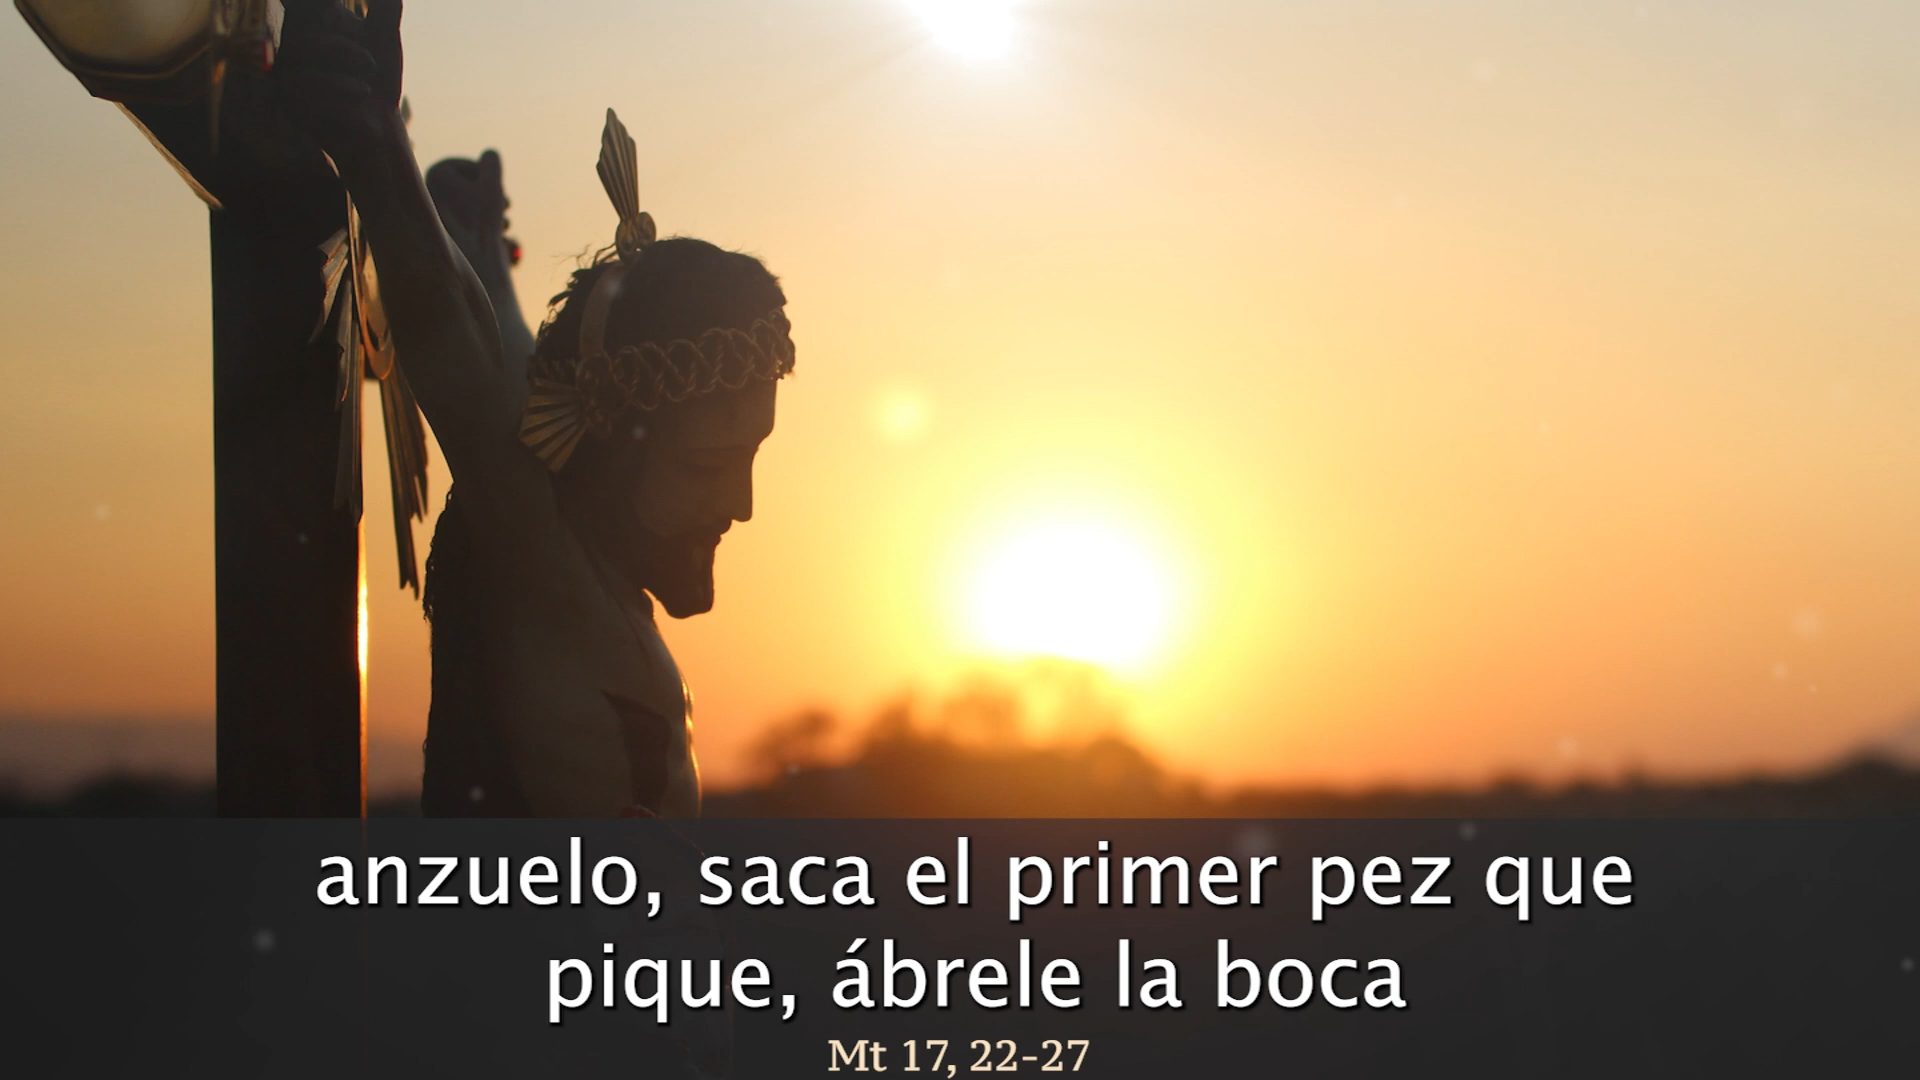 anzuelo, saca el primer pez que
pique, ábrele la boca
Mt 17, 22-27